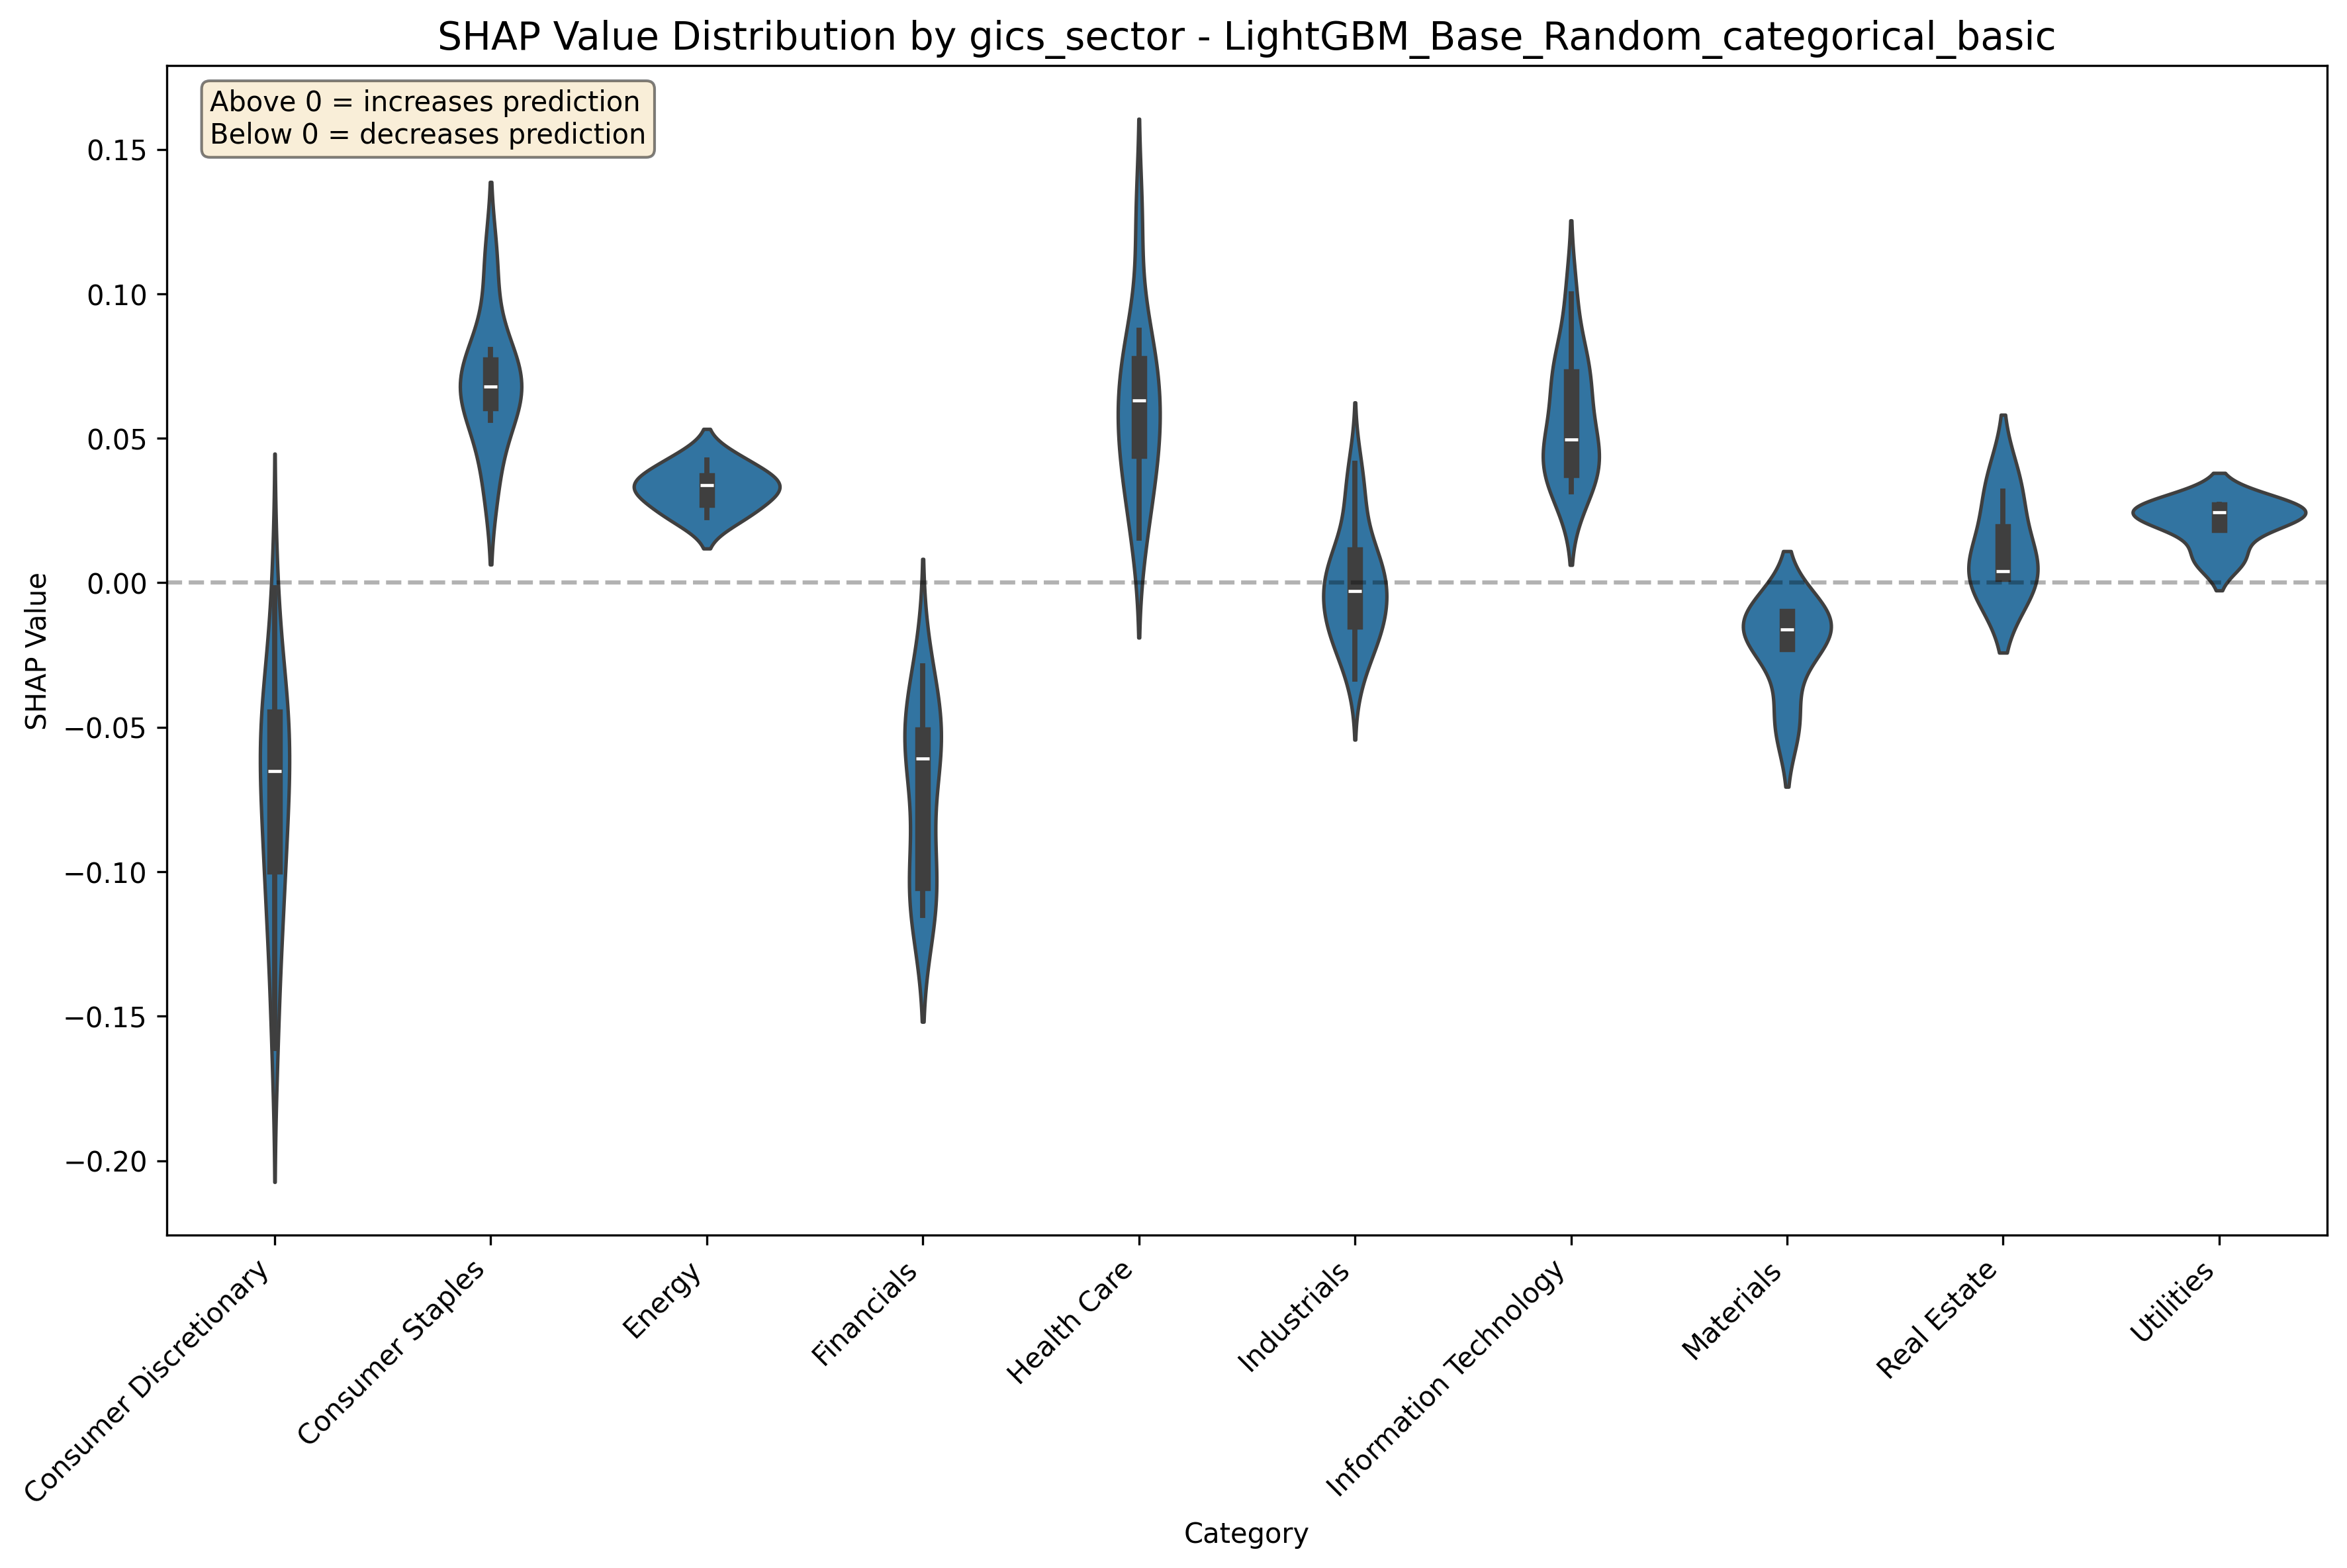 SHAP Value Distribution by gics_sector - LightGBM_Base_Random_categorical_basic
Above 0 = increases prediction
Below 0 = decreases prediction
SHAP Value
0.15
0.10
0.05
0.00
−0.05
−0.10
−0.15
−0.20
Consumer Discretionary
Consumer Staples
Energy
Financials
Health Care
Industrials
Information Technology
Materials
Real Estate
Utilities
Category